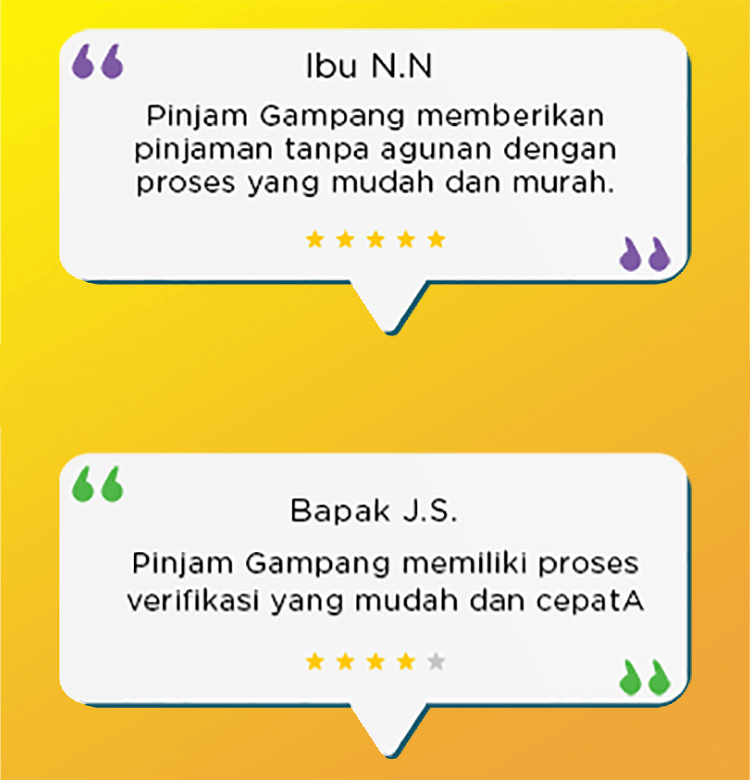 Ibu N.N
Pinjam Gampang memberikan
pinjaman tanpa agunan dengan
proses yang mudah dan murah.
Bapak J.S.
Pinjam Gampang memiliki proses
verifikasi yang mudah dan cepatA